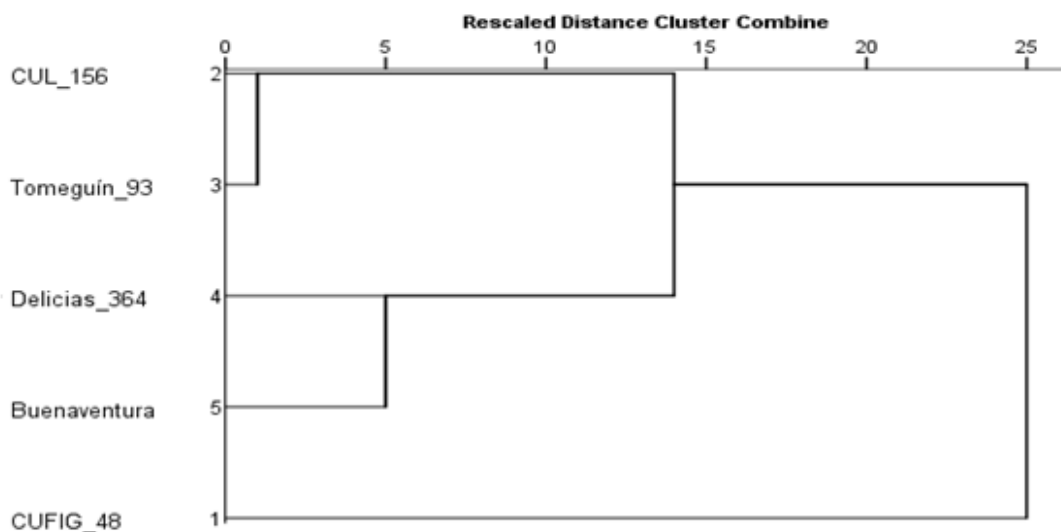 Rescaled Distance Cluster Combine
0 5 10 15 20 25
CUL_156 2
Tomeguín_93 3
Delicias_364 4
Buenaventura 5
CUFIG_48 1